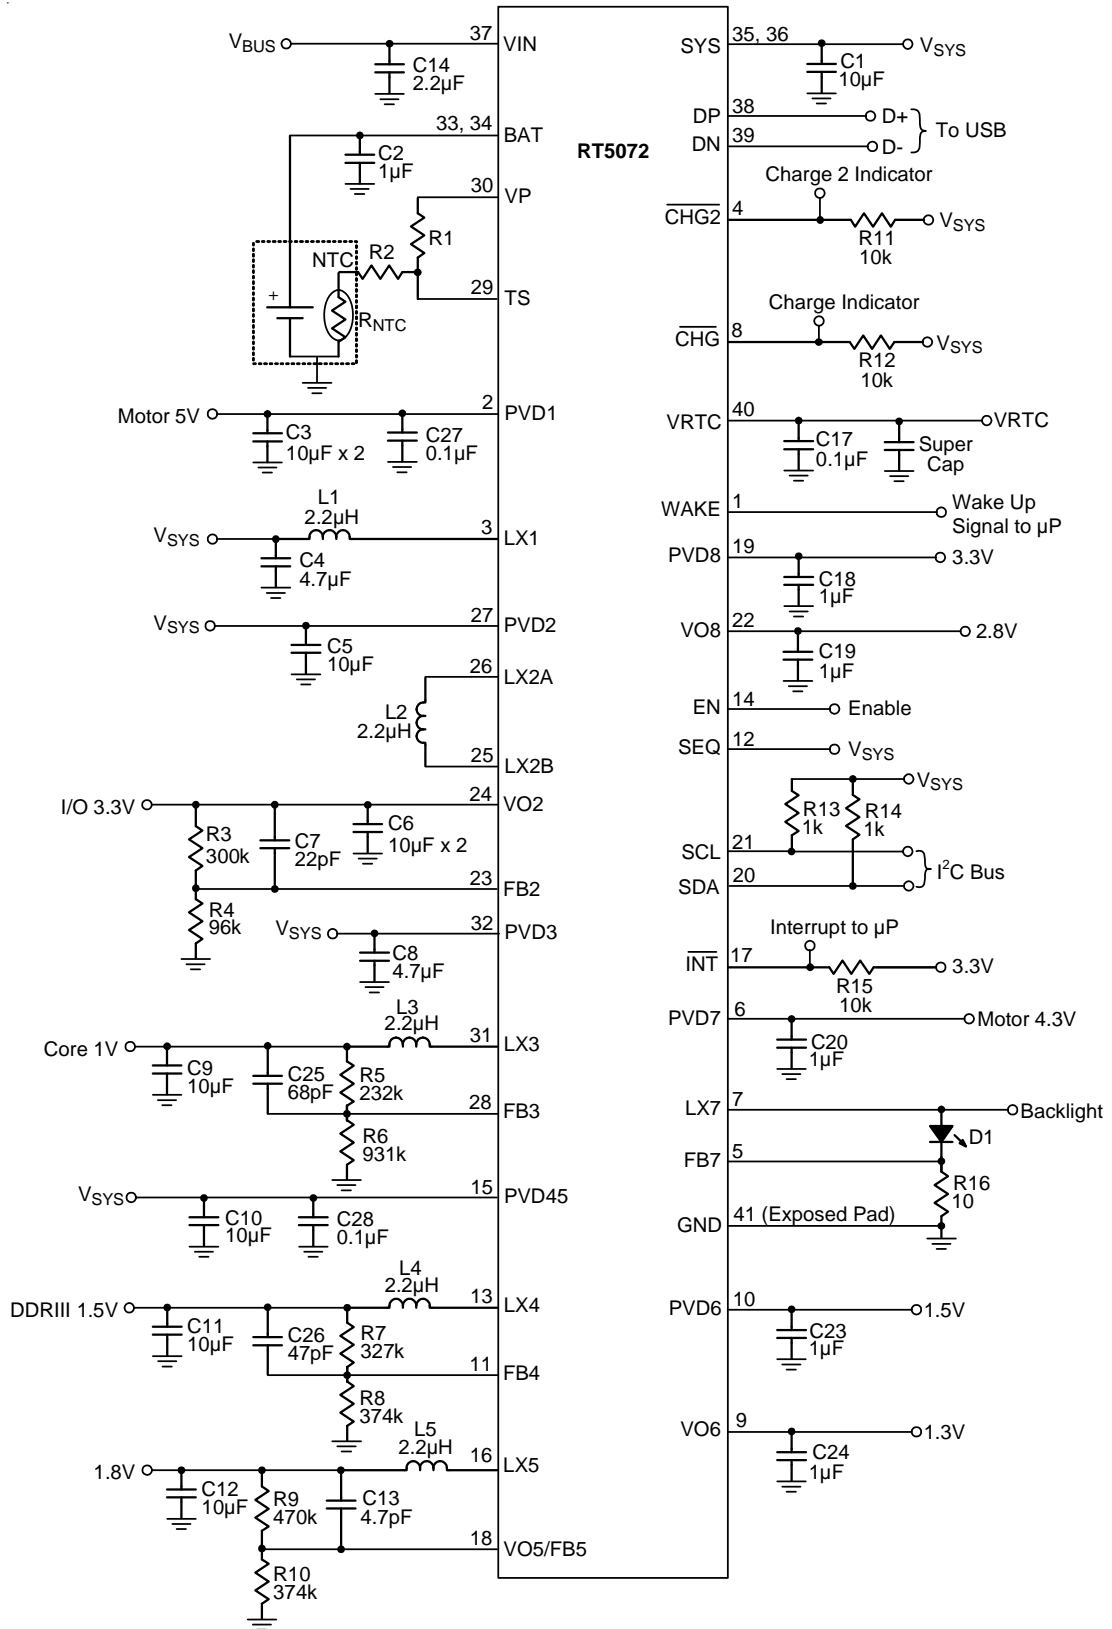 RT5072
V_BUS
37
VIN
C14
2.2µF
33, 34
BAT
C2
1µF
30
VP
R1
NTC
R2
+
R_NTC
29
TS
Motor 5V
2
PVD1
C3
10µF x 2
C27
0.1µF
L1
2.2µH
V_SYS
3
LX1
C4
4.7µF
V_SYS
27
PVD2
C5
10µF
26
LX2A
L2
2.2µH
25
LX2B
I/O 3.3V
24
VO2
R3
300k
C7
22pF
C6
10µF x 2
23
FB2
R4
96k
V_SYS
32
PVD3
C8
4.7µF
L3
2.2µH
Core 1V
31
LX3
C9
10µF
C25
68pF
R5
232k
28
FB3
R6
931k
V_SYS
15
PVD45
C10
10µF
C28
0.1µF
L4
2.2µH
DDRIII 1.5V
13
LX4
C11
10µF
C26
47pF
R7
327k
11
FB4
R8
374k
L5
2.2µH
1.8V
16
LX5
C12
10µF
R9
470k
C13
4.7pF
18
VO5/FB5
R10
374k
SYS
35, 36
V_SYS
C1
10µF
DP
38
D+
DN
39
D-
To USB
Charge 2 Indicator
CHG2
4
V_SYS
R11
10k
Charge Indicator
CHG
8
V_SYS
R12
10k
VRTC
40
VRTC
C17
0.1µF
Super
Cap
WAKE
1
Wake Up
Signal to µP
PVD8
19
3.3V
C18
1µF
VO8
22
2.8V
C19
1µF
EN
14
Enable
SEQ
12
V_SYS
V_SYS
R13
1k
R14
1k
SCL
21
SDA
20
I²C Bus
Interrupt to µP
INT
17
3.3V
R15
10k
PVD7
6
Motor 4.3V
C20
1µF
LX7
7
Backlight
D1
FB7
5
R16
10
GND
41 (Exposed Pad)
PVD6
10
1.5V
C23
1µF
VO6
9
1.3V
C24
1µF